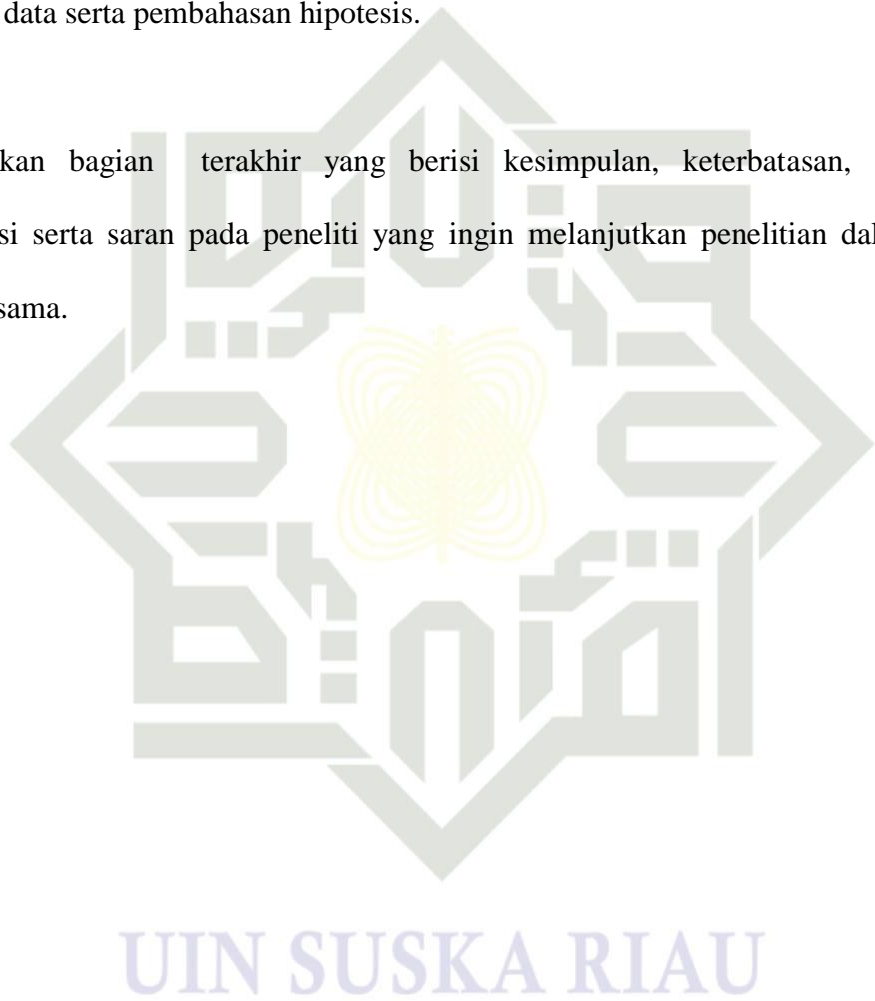 data serta pembahasan hipotesis.
kan bagian terakhir yang berisi kesimpulan, keterbatasan,
si serta saran pada peneliti yang ingin melanjutkan penelitian dal
sama.
UIN SUSKA RIAU